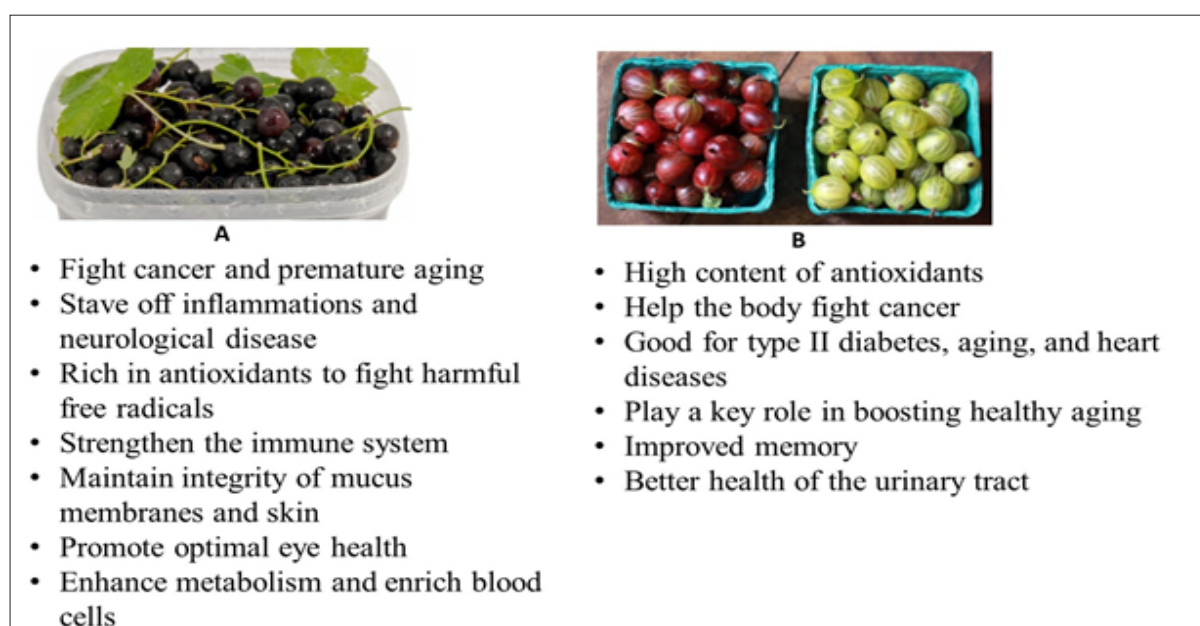 A
• Fight cancer and premature aging
• Stave off inflammations and
neurological disease
• Rich in antioxidants to fight harmful
free radicals
• Strengthen the immune system
• Maintain integrity of mucus
membranes and skin
• Promote optimal eye health
• Enhance metabolism and enrich blood
cells
B
• High content of antioxidants
• Help the body fight cancer
• Good for type II diabetes, aging, and heart
diseases
• Play a key role in boosting healthy aging
• Improved memory
• Better health of the urinary tract